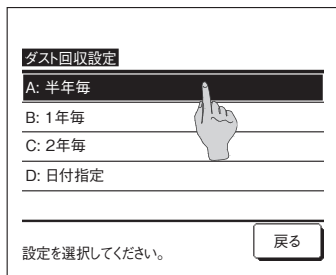 ダスト回収設定
A: 半年毎
B: 1年毎
C: 2年毎
D: 日付指定
設定を選択してください。
戻る